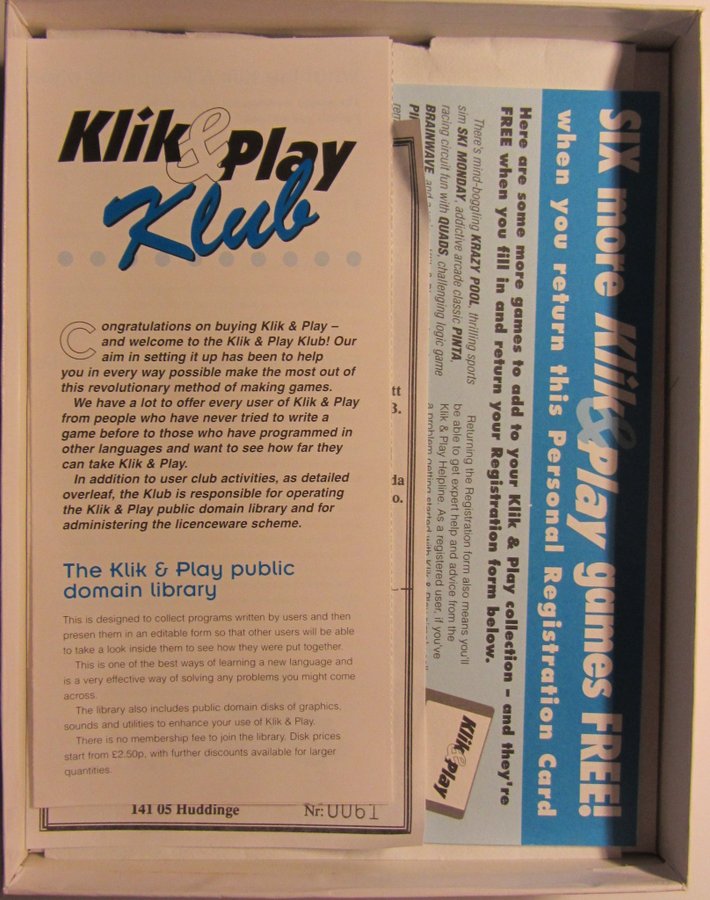 Klik & Play
Klub
Congratulations on buying Klik & Play –
and welcome to the Klik & Play Klub! Our
aim in setting it up has been to help
you in every way possible make the most out of
this revolutionary method of making games.
We have a lot to offer every user of Klik & Play
from people who have never tried to write a
game before to those who have programmed in
other languages and want to see how far they
can take Klik & Play.
In addition to user club activities, as detailed
overleaf, the Klub is responsible for operating
the Klik & Play public domain library and for
administering the licenceware scheme.
The Klik & Play public
domain library
This is designed to collect programs written by users and then
presen them in an editable form so that other users will be able
to take a look inside them to see how they were put together.
This is one of the best ways of learning a new language and
is a very effective way of solving any problems you might come
across.
The library also includes public domain disks of graphics,
sounds and utilities to enhance your use of Klik & Play.
There is no membership fee to join the library. Disk prices
start from £2.50p, with further discounts available for larger
quantities.
141 05 Huddinge Nr: 0061
SIX more Klik & Play games FREE!
when you return this Personal Registration Card
Here are some more games to add to your Klik & Play collection – and they're
FREE when you fill in and return your Registration form below.
There's mind-boggling KRAZY POOL, thrilling sports
sim SKI MONDAY, addictive arcade classic PINTA,
racing circuit fun with QUADS, challenging logic game
BRAINWAVE, and
Returning the Registration form also means you'll
be able to get expert help and advice from the
Klik & Play Helpline. As a registered user, if you've
a problem getting started with Klik & Play
Klik & Play